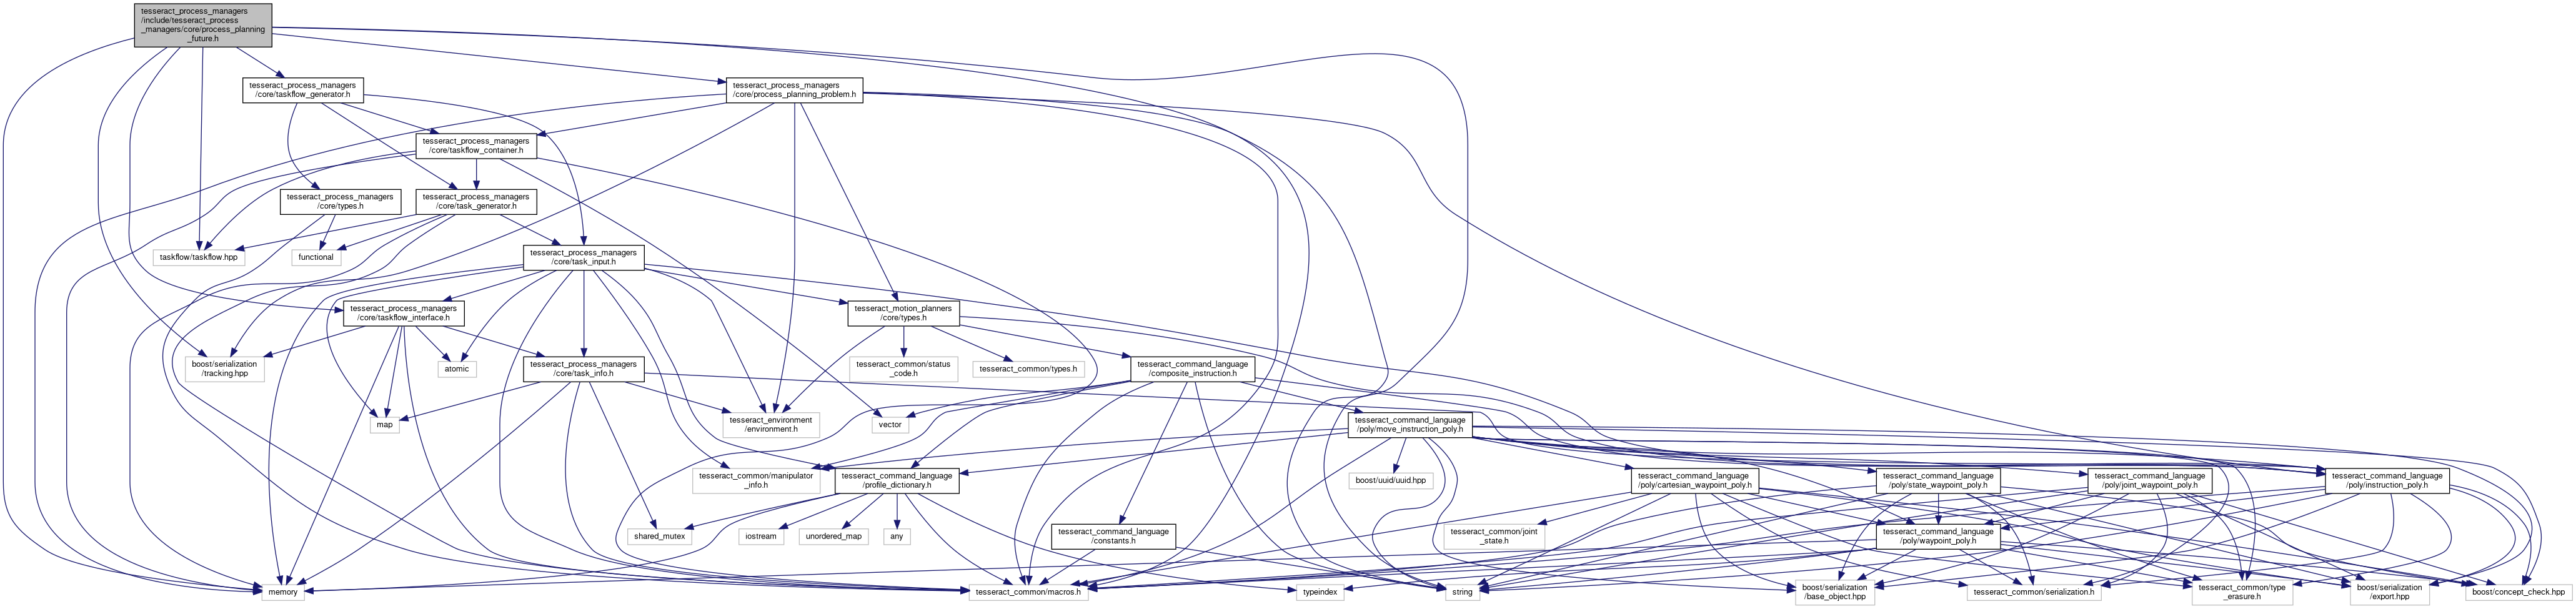 tesseract_process_managers
/include/tesseract_process
_managers/core/process_planning
_future.h
tesseract_process_managers
/core/taskflow_generator.h
tesseract_process_managers
/core/process_planning_problem.h
tesseract_process_managers
/core/taskflow_container.h
tesseract_process_managers
/core/types.h
tesseract_process_managers
/core/task_generator.h
taskflow/taskflow.hpp
functional
tesseract_process_managers
/core/task_input.h
tesseract_process_managers
/core/taskflow_interface.h
tesseract_motion_planners
/core/types.h
boost/serialization
/tracking.hpp
atomic
tesseract_process_managers
/core/task_info.h
tesseract_common/status
_code.h
tesseract_common/types.h
tesseract_command_language
/composite_instruction.h
map
tesseract_environment
/environment.h
vector
tesseract_command_language
/poly/move_instruction_poly.h
tesseract_common/manipulator
_info.h
tesseract_command_language
/profile_dictionary.h
boost/uuid/uuid.hpp
tesseract_command_language
/poly/cartesian_waypoint_poly.h
tesseract_command_language
/poly/state_waypoint_poly.h
tesseract_command_language
/poly/joint_waypoint_poly.h
tesseract_command_language
/poly/instruction_poly.h
shared_mutex
iostream
unordered_map
any
tesseract_command_language
/constants.h
tesseract_common/joint
_state.h
tesseract_command_language
/poly/waypoint_poly.h
memory
tesseract_common/macros.h
typeindex
string
boost/serialization
/base_object.hpp
tesseract_common/serialization.h
tesseract_common/type
_erasure.h
boost/serialization
/export.hpp
boost/concept_check.hpp